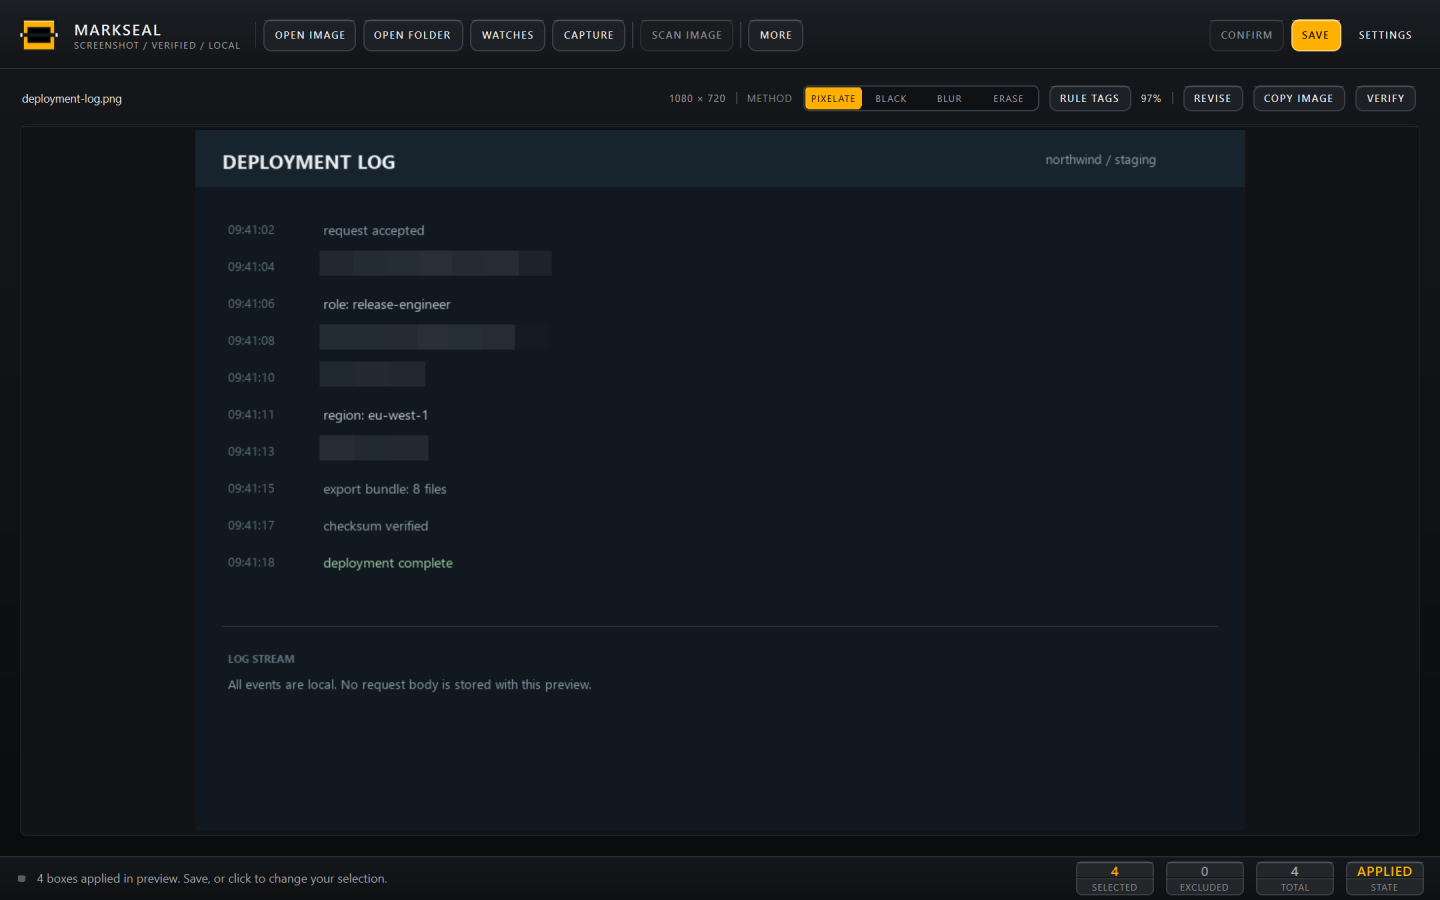 MARKSEAL
SCREENSHOT / VERIFIED / LOCAL
OPEN IMAGE
OPEN FOLDER
WATCHES
CAPTURE
SCAN IMAGE
MORE
CONFIRM
SAVE
SETTINGS
deployment-log.png
1080 × 720
METHOD
PIXELATE
BLACK
BLUR
ERASE
RULE TAGS
97%
REVISE
COPY IMAGE
VERIFY
DEPLOYMENT LOG
northwind / staging
09:41:02 request accepted
09:41:04
09:41:06 role: release-engineer
09:41:08
09:41:10
09:41:11 region: eu-west-1
09:41:13
09:41:15 export bundle: 8 files
09:41:17 checksum verified
09:41:18 deployment complete
LOG STREAM
All events are local. No request body is stored with this preview.
4 boxes applied in preview. Save, or click to change your selection.
4
SELECTED
0
EXCLUDED
4
TOTAL
APPLIED
STATE